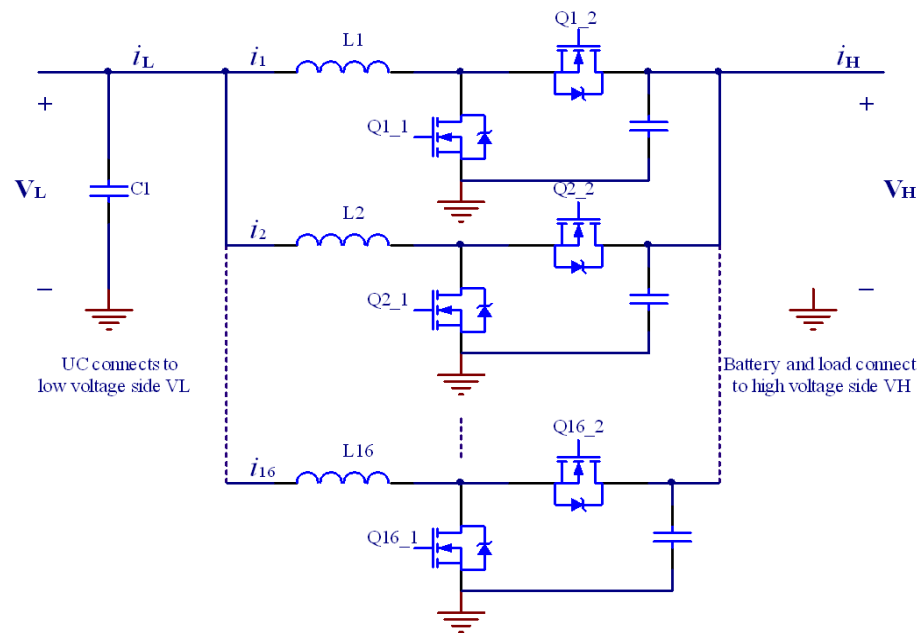 Q1_2
L1
iL
i1
iH
+
+
Q1_1
VL
C1
VH
Q2_2
L2
i2
−
−
Q2_1
UC connects to
low voltage side VL
Battery and load connect
to high voltage side VH
Q16_2
L16
i16
Q16_1